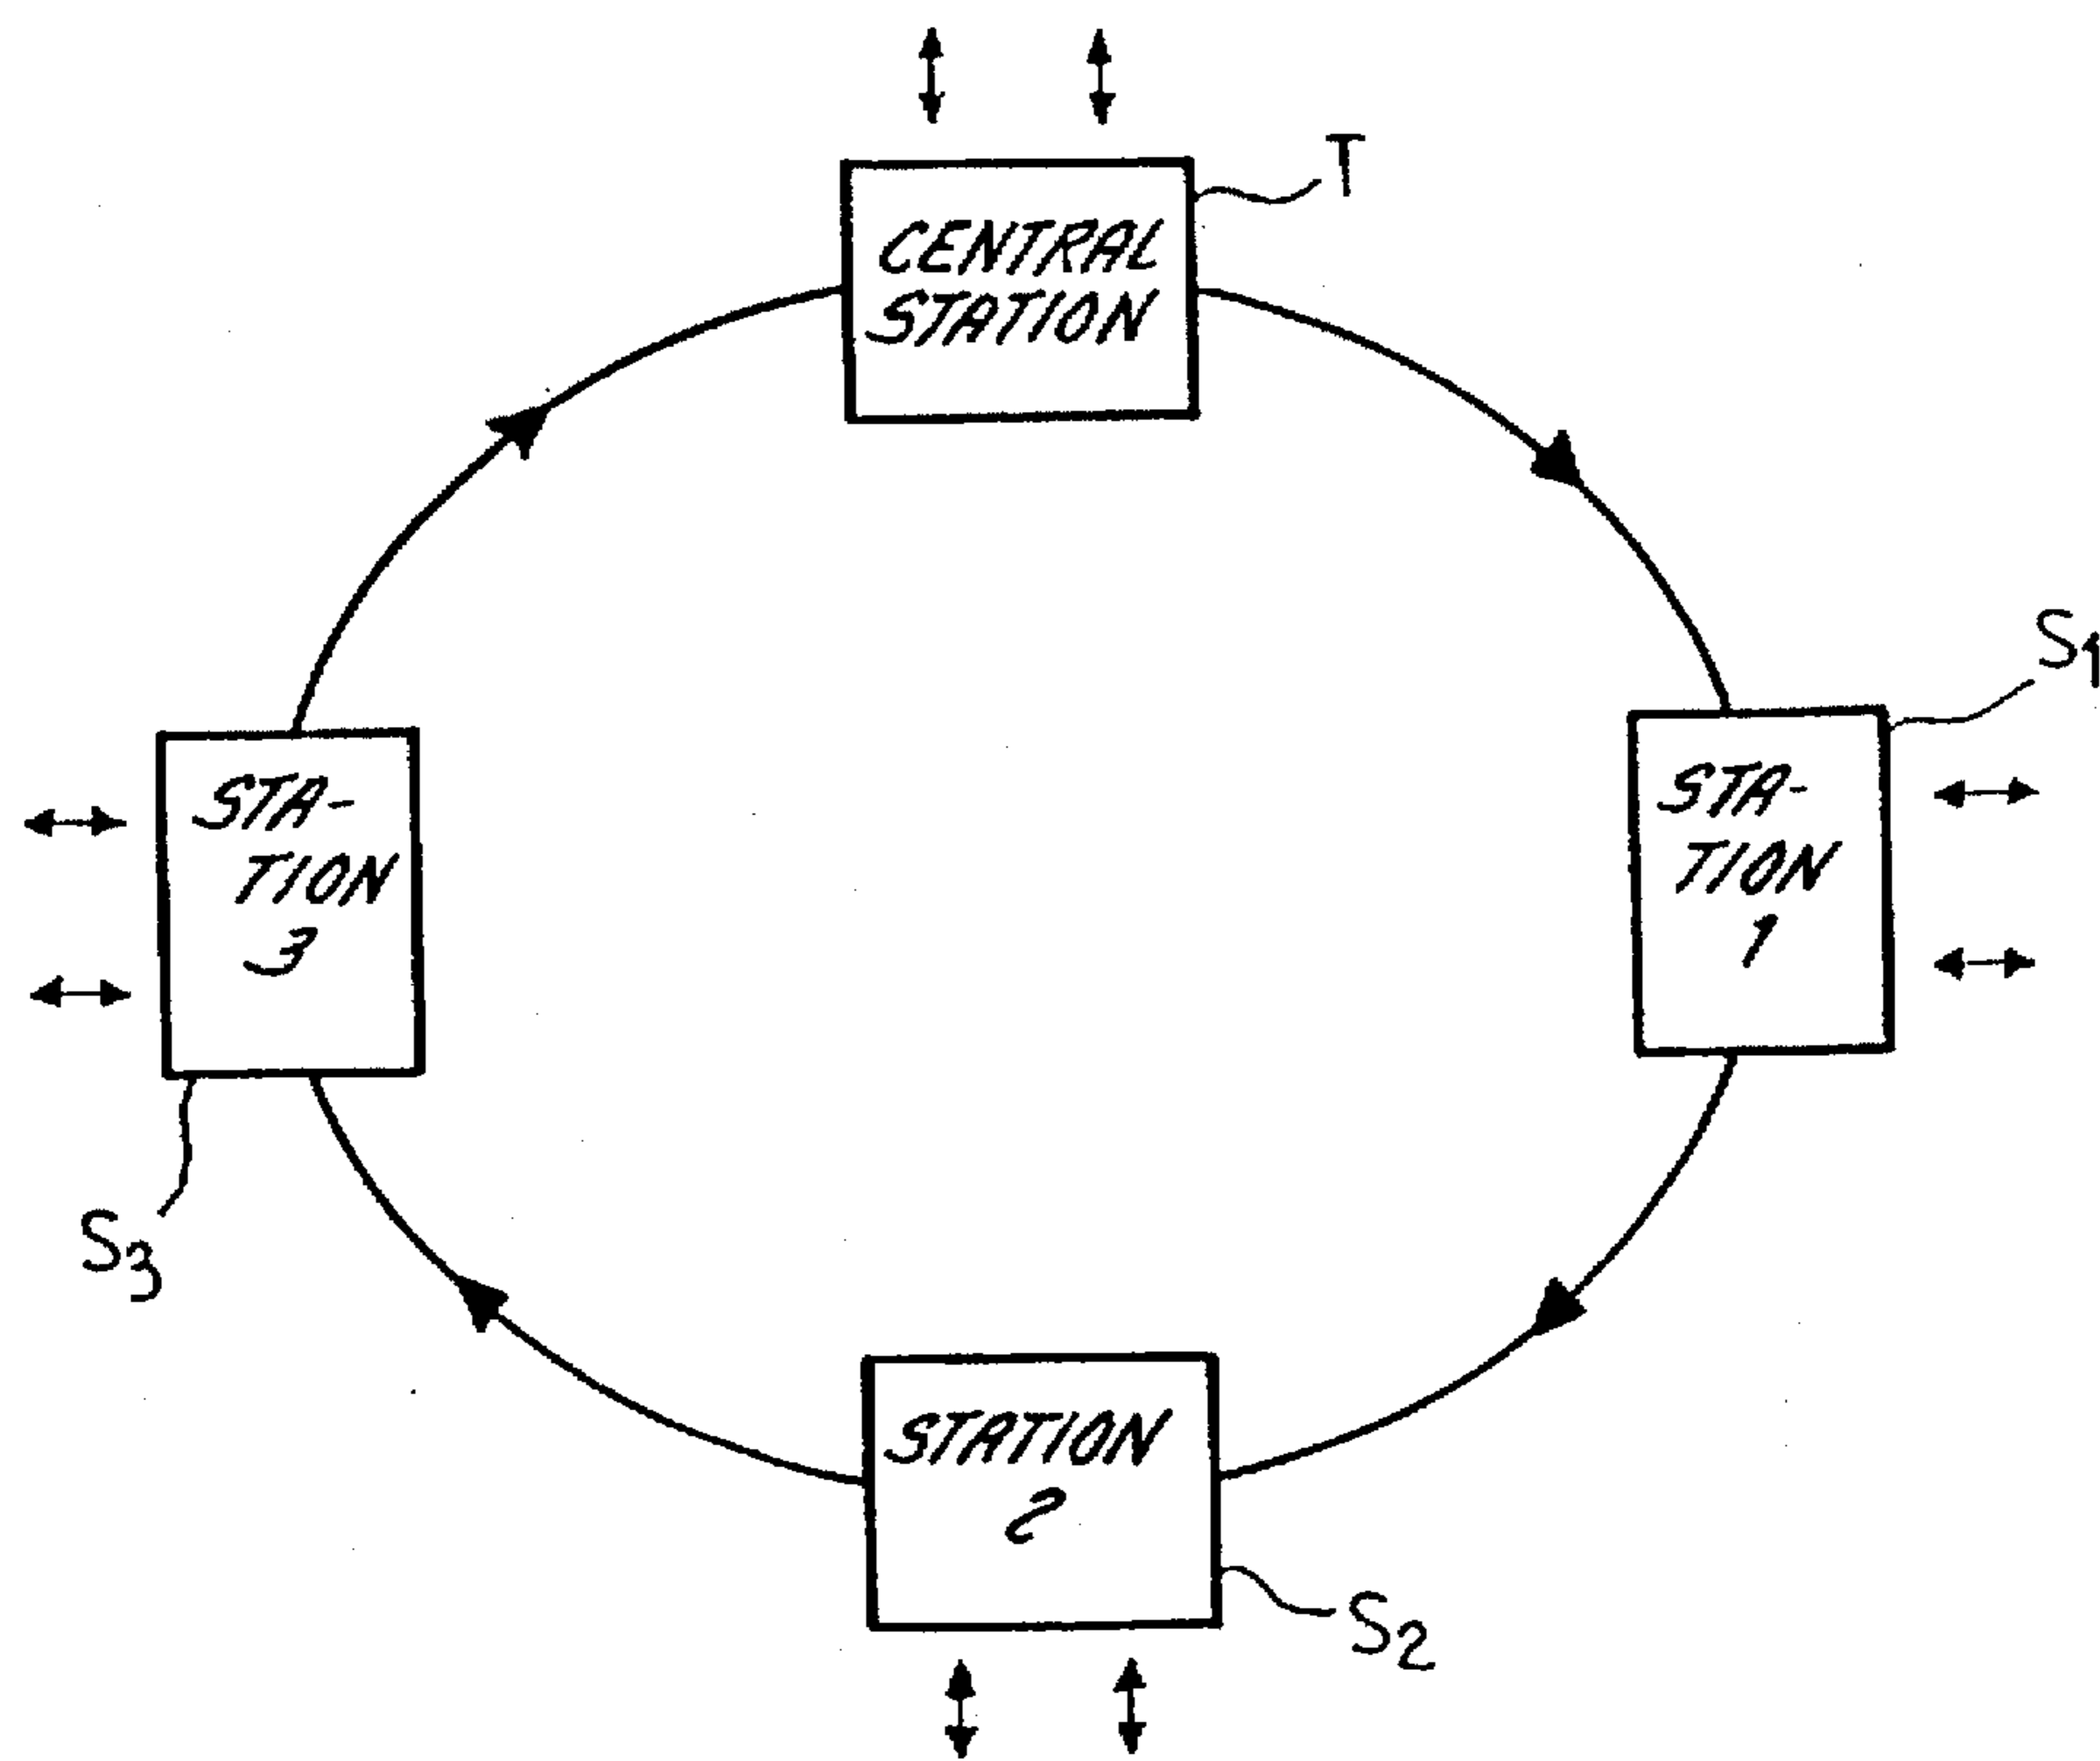 T
CENTRAL
STATION
S1
STA-
TION
3
STA-
TION
1
S3
STATION
2
S2